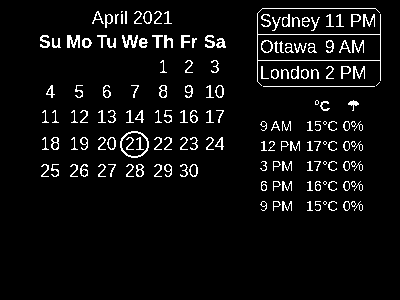 April 2021
Su Mo Tu We Th Fr Sa
1 2 3
4 5 6 7 8 9 10
11 12 13 14 15 16 17
18 19 20 21 22 23 24
25 26 27 28 29 30
Sydney 11 PM
Ottawa 9 AM
London 2 PM
°C ☂
9 AM 15°C 0%
12 PM 17°C 0%
3 PM 17°C 0%
6 PM 16°C 0%
9 PM 15°C 0%